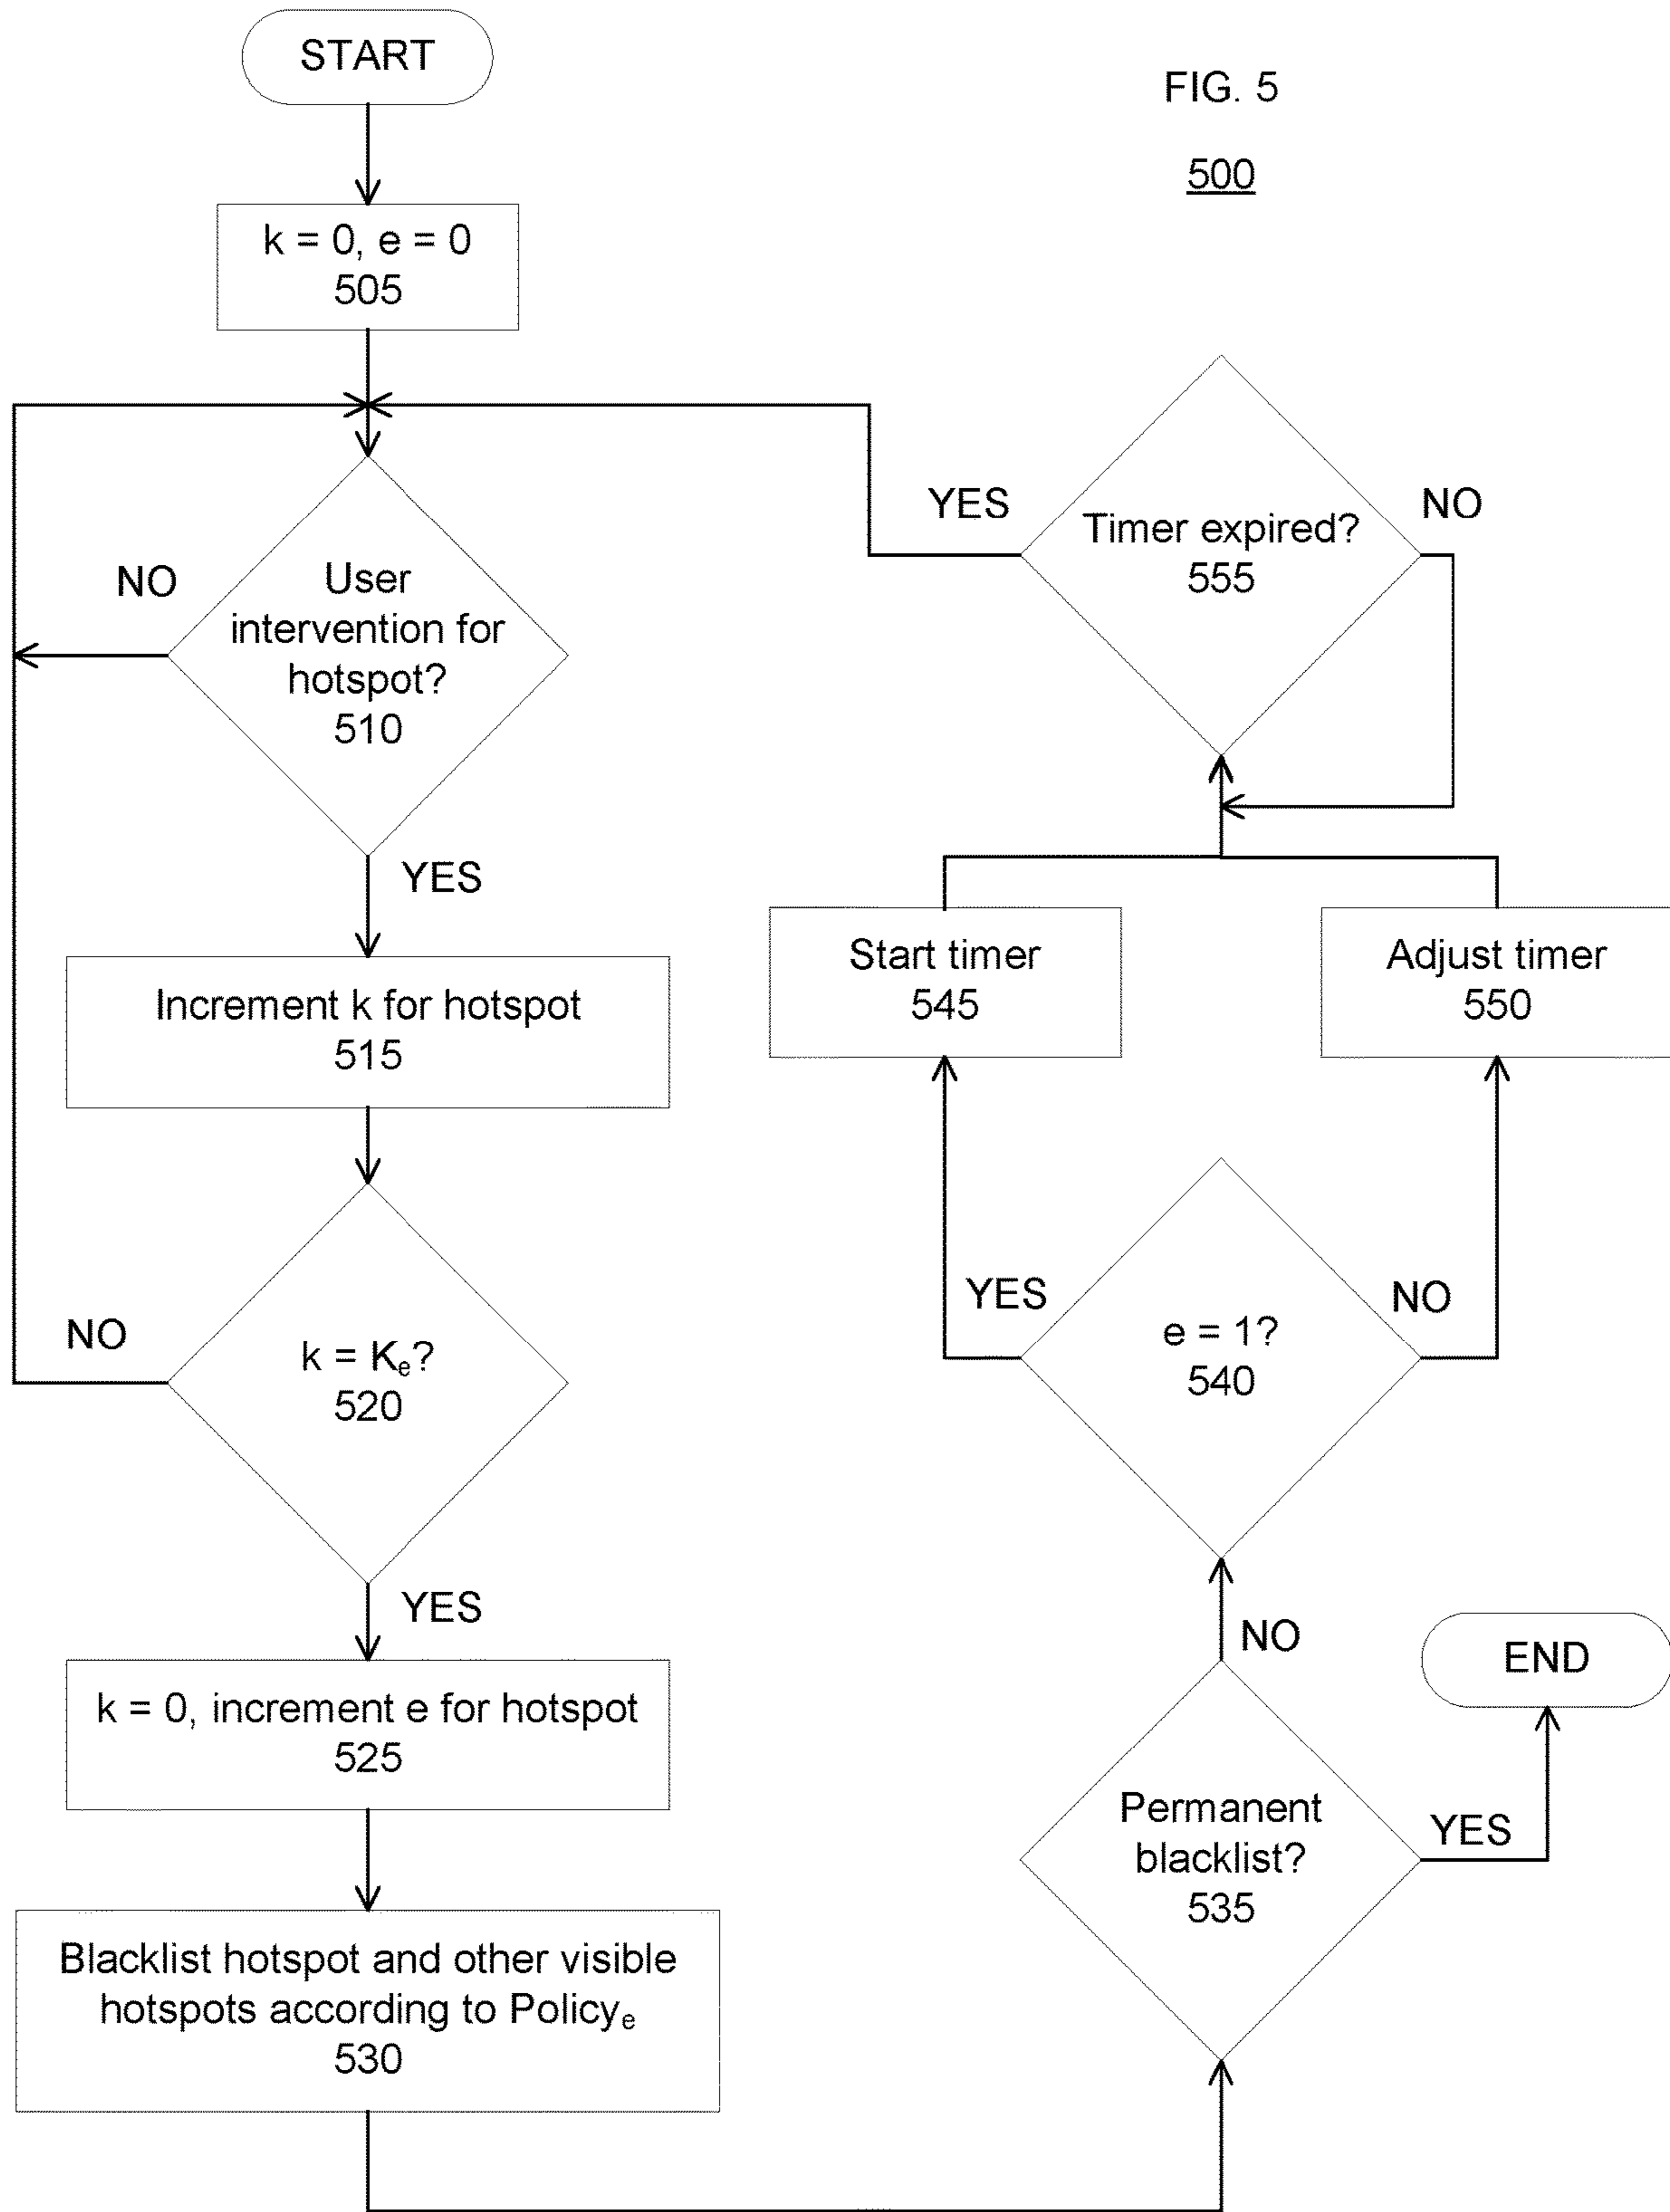 START
FIG. 5
500
k = 0, e = 0
505
User
intervention for
hotspot?
510
NO
YES
Increment k for hotspot
515
k = Kₑ?
520
NO
YES
k = 0, increment e for hotspot
525
Blacklist hotspot and other visible
hotspots according to Policyₑ
530
Permanent
blacklist?
535
YES
END
NO
e = 1?
540
YES
NO
Start timer
545
Adjust timer
550
Timer expired?
555
YES
NO